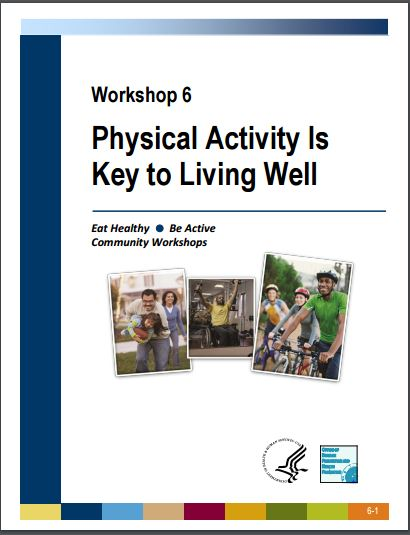 Workshop 6
Physical Activity Is
Key to Living Well
Eat Healthy ● Be Active
Community Workshops
6-1